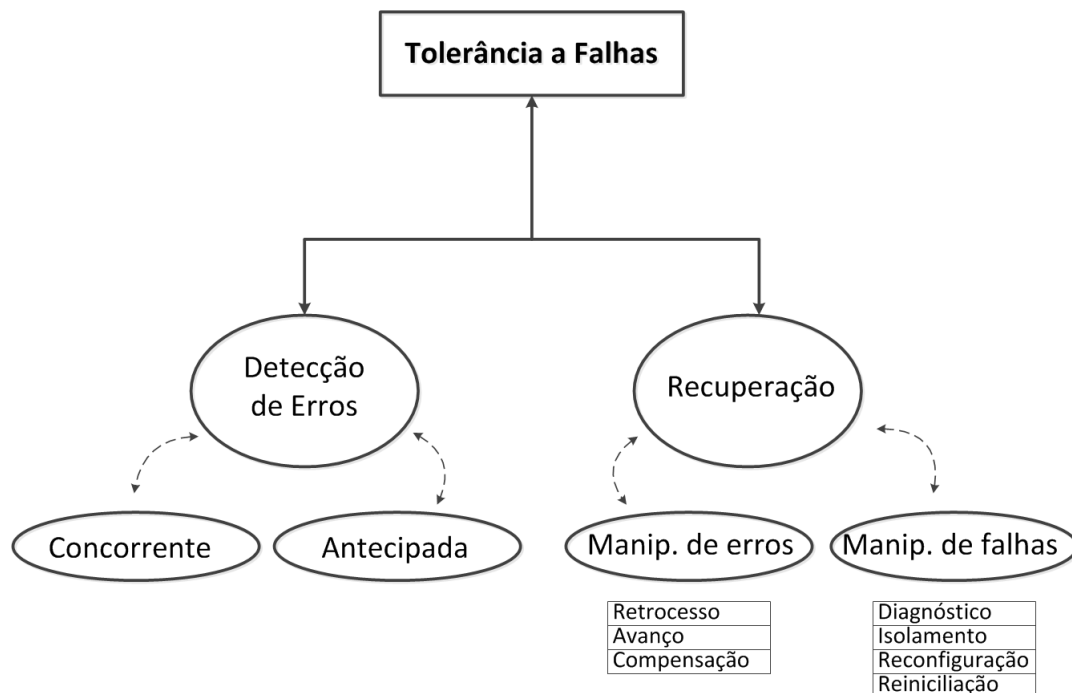 Tolerância a Falhas
Detecção
de Erros
Recuperação
Concorrente
Antecipada
Manip. de erros
Manip. de falhas
Retrocesso
Avanço
Compensação
Diagnóstico
Isolamento
Reconfiguração
Reiniciliação